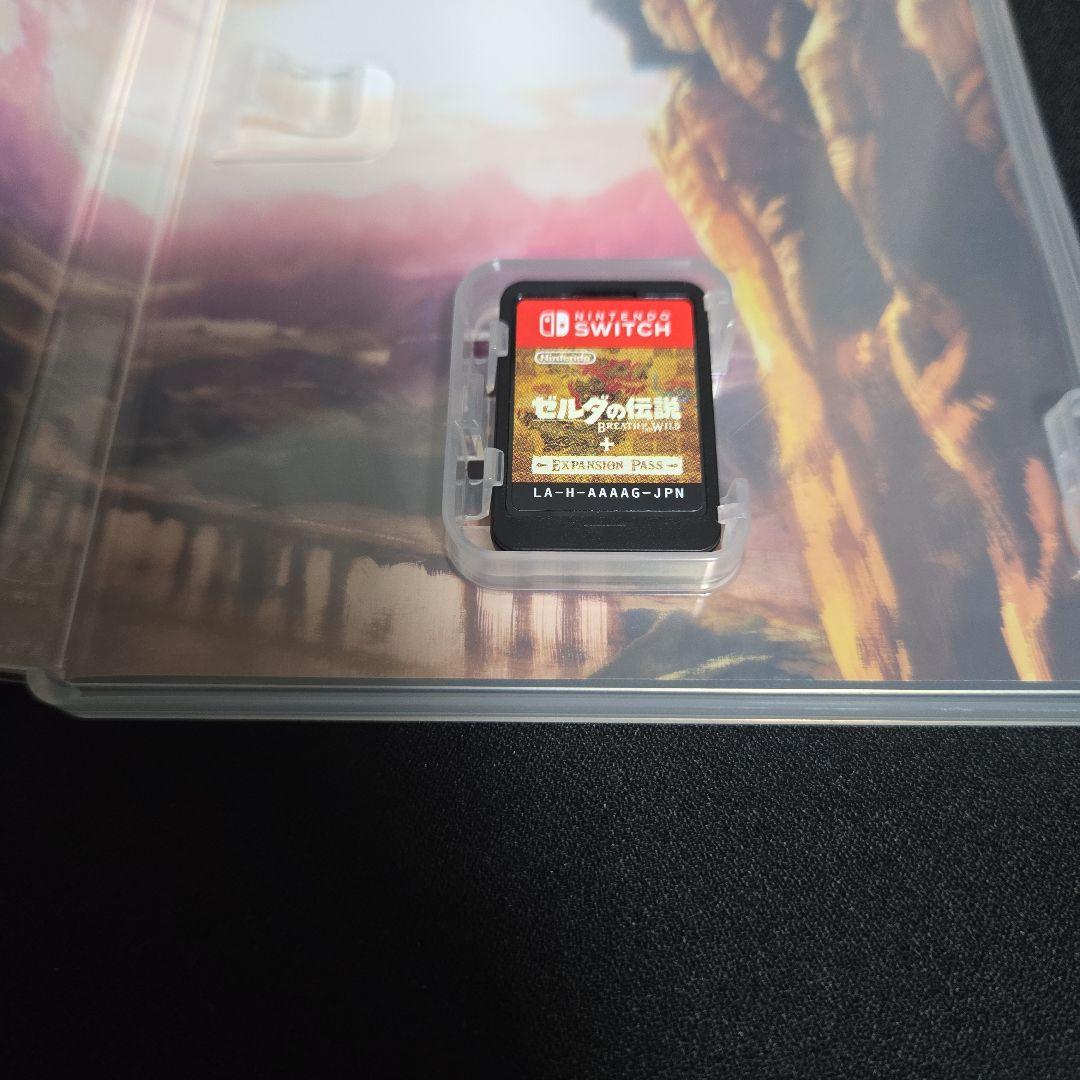 NINTENDO
SWITCH
Nintendo
ゼルダの伝説
BREATH OF THE WILD
+
EXPANSION PASS
LA-H-AAAAG-JPN